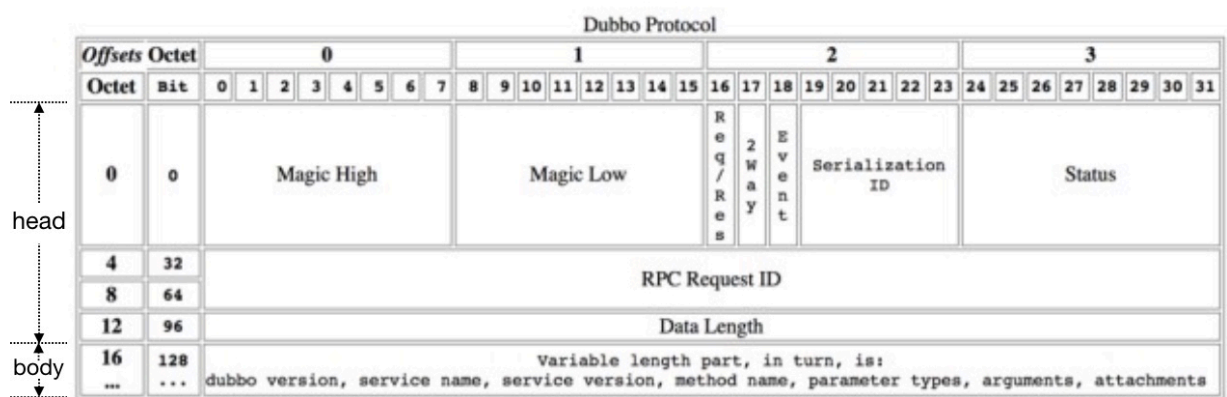 Dubbo Protocol
Offsets Octet 0 1 2 3
Octet Bit 0 1 2 3 4 5 6 7 8 9 10 11 12 13 14 15 16 17 18 19 20 21 22 23 24 25 26 27 28 29 30 31
head
0 0 Magic High Magic Low Req/Res 2Way Event Serialization ID Status
4 32
RPC Request ID
8 64
12 96 Data Length
body
16 128 Variable length part, in turn, is:
... ... dubbo version, service name, service version, method name, parameter types, arguments, attachments